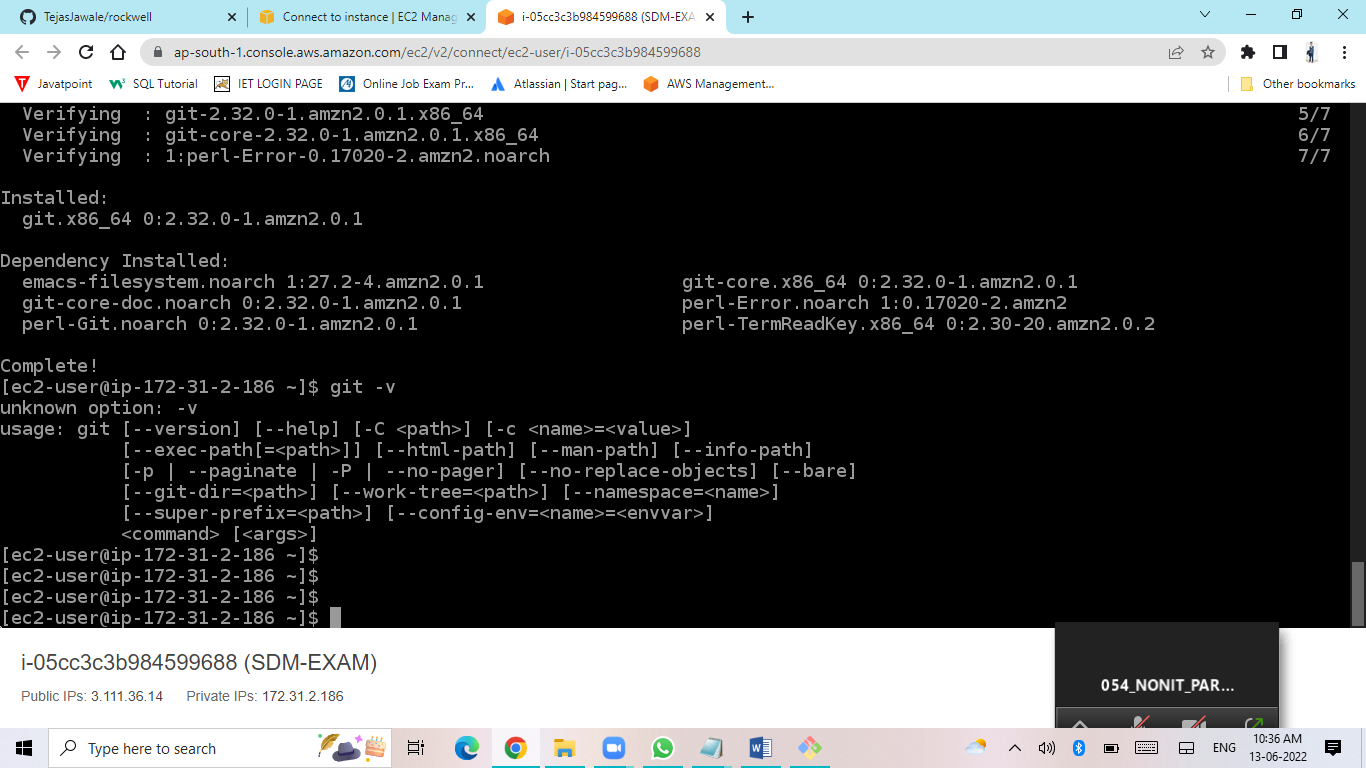 TejasJawale/rockwell
Connect to instance | EC2 Manag
i-05cc3c3b984599688 (SDM-EXA
ap-south-1.console.aws.amazon.com/ec2/v2/connect/ec2-user/i-05cc3c3b984599688
Javatpoint SQL Tutorial IET LOGIN PAGE Online Job Exam Pr... Atlassian | Start pag... AWS Management... Other bookmarks
Verifying : git-2.32.0-1.amzn2.0.1.x86_64 5/7
Verifying : git-core-2.32.0-1.amzn2.0.1.x86_64 6/7
Verifying : 1:perl-Error-0.17020-2.amzn2.noarch 7/7
Installed:
git.x86_64 0:2.32.0-1.amzn2.0.1
Dependency Installed:
emacs-filesystem.noarch 1:27.2-4.amzn2.0.1 git-core.x86_64 0:2.32.0-1.amzn2.0.1
git-core-doc.noarch 0:2.32.0-1.amzn2.0.1 perl-Error.noarch 1:0.17020-2.amzn2
perl-Git.noarch 0:2.32.0-1.amzn2.0.1 perl-TermReadKey.x86_64 0:2.30-20.amzn2.0.2
Complete!
[ec2-user@ip-172-31-2-186 ~]$ git -v
unknown option: -v
usage: git [--version] [--help] [-C <path>] [-c <name>=<value>]
[--exec-path[=<path>]] [--html-path] [--man-path] [--info-path]
[-p | --paginate | -P | --no-pager] [--no-replace-objects] [--bare]
[--git-dir=<path>] [--work-tree=<path>] [--namespace=<name>]
[--super-prefix=<path>] [--config-env=<name>=<envvar>]
<command> [<args>]
[ec2-user@ip-172-31-2-186 ~]$
[ec2-user@ip-172-31-2-186 ~]$
[ec2-user@ip-172-31-2-186 ~]$
[ec2-user@ip-172-31-2-186 ~]$
i-05cc3c3b984599688 (SDM-EXAM)
Public IPs: 3.111.36.14 Private IPs: 172.31.2.186
054_NONIT_PAR...
Type here to search
ENG
10:36 AM
13-06-2022